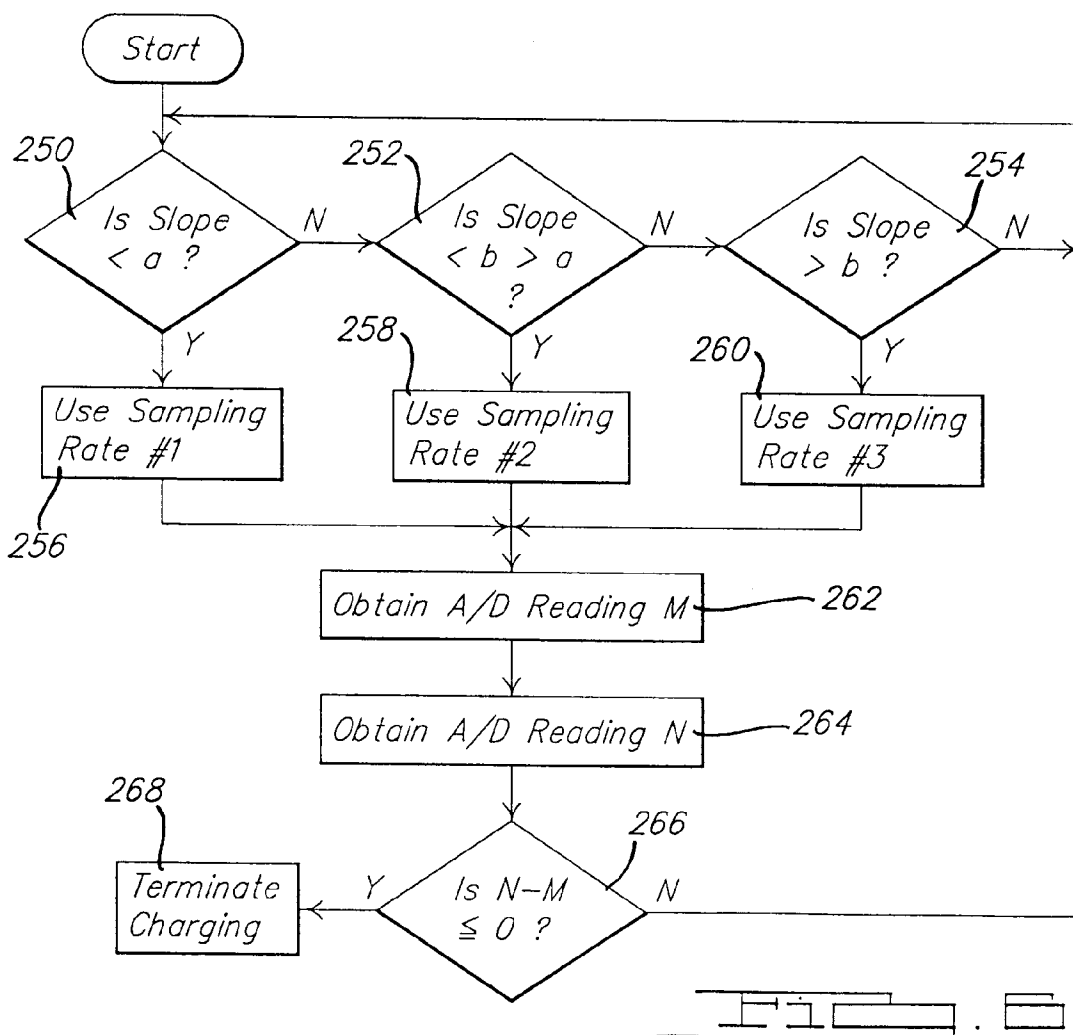 Start
250
252
254
Is Slope
< a ?
N
Is Slope
< b > a
?
N
Is Slope
> b ?
N
Y
258
Y
260
Y
Use Sampling
Rate #1
Use Sampling
Rate #2
Use Sampling
Rate #3
256
Obtain A/D Reading M
262
Obtain A/D Reading N
264
268
266
Terminate
Charging
Y
Is N-M
≦ 0 ?
N